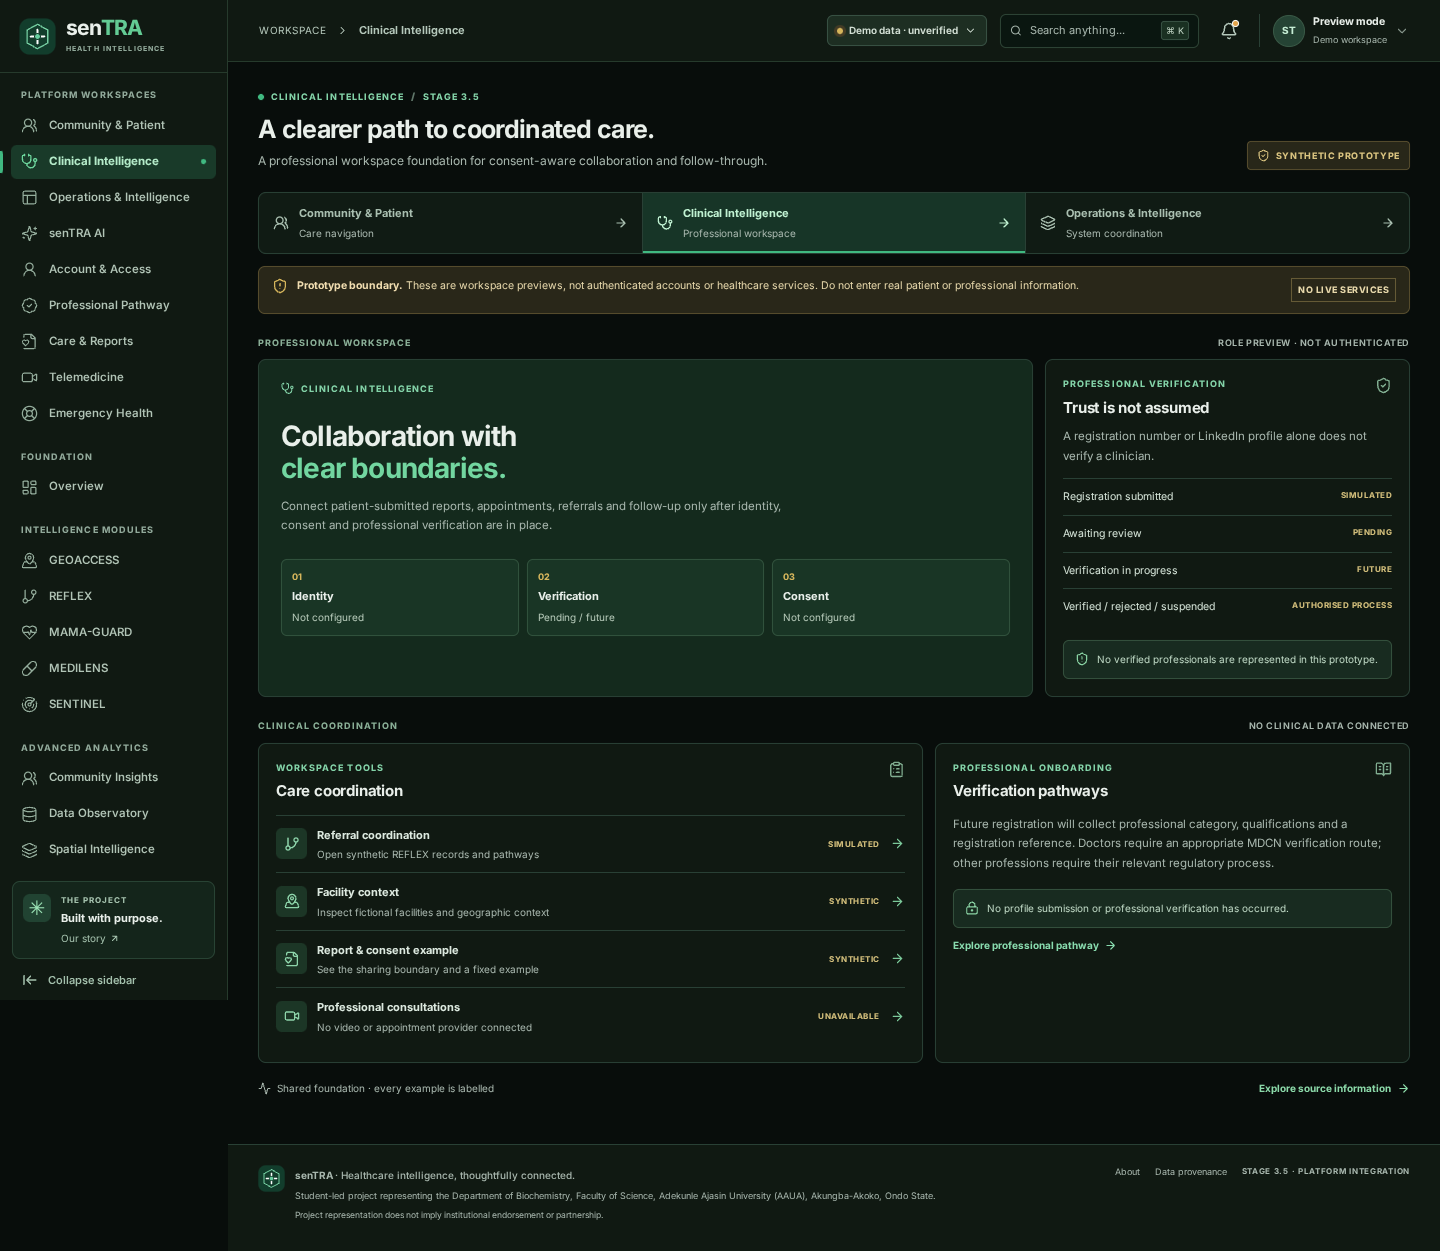 senTRA
HEALTH INTELLIGENCE
PLATFORM WORKSPACES
Community & Patient
Clinical Intelligence
Operations & Intelligence
senTRA AI
Account & Access
Professional Pathway
Care & Reports
Telemedicine
Emergency Health
FOUNDATION
Overview
INTELLIGENCE MODULES
GEOACCESS
REFLEX
MAMA-GUARD
MEDILENS
SENTINEL
ADVANCED ANALYTICS
Community Insights
Data Observatory
Spatial Intelligence
THE PROJECT
Built with purpose.
Our story
Collapse sidebar
WORKSPACE > Clinical Intelligence
Demo data · unverified
Search anything...
⌘ K
ST
Preview mode
Demo workspace
CLINICAL INTELLIGENCE / STAGE 3.5
A clearer path to coordinated care.
A professional workspace foundation for consent-aware collaboration and follow-through.
SYNTHETIC PROTOTYPE
Community & Patient
Care navigation
Clinical Intelligence
Professional workspace
Operations & Intelligence
System coordination
Prototype boundary. These are workspace previews, not authenticated accounts or healthcare services. Do not enter real patient or professional information.
NO LIVE SERVICES
PROFESSIONAL WORKSPACE
ROLE PREVIEW · NOT AUTHENTICATED
CLINICAL INTELLIGENCE
Collaboration with
clear boundaries.
Connect patient-submitted reports, appointments, referrals and follow-up only after identity,
consent and professional verification are in place.
01
Identity
Not configured
02
Verification
Pending / future
03
Consent
Not configured
PROFESSIONAL VERIFICATION
Trust is not assumed
A registration number or LinkedIn profile alone does not
verify a clinician.
Registration submitted SIMULATED
Awaiting review PENDING
Verification in progress FUTURE
Verified / rejected / suspended AUTHORISED PROCESS
No verified professionals are represented in this prototype.
CLINICAL COORDINATION
NO CLINICAL DATA CONNECTED
WORKSPACE TOOLS
Care coordination
Referral coordination
Open synthetic REFLEX records and pathways
SIMULATED
Facility context
Inspect fictional facilities and geographic context
SYNTHETIC
Report & consent example
See the sharing boundary and a fixed example
SYNTHETIC
Professional consultations
No video or appointment provider connected
UNAVAILABLE
PROFESSIONAL ONBOARDING
Verification pathways
Future registration will collect professional category, qualifications and a
registration reference. Doctors require an appropriate MDCN verification route;
other professions require their relevant regulatory process.
No profile submission or professional verification has occurred.
Explore professional pathway
Shared foundation · every example is labelled
Explore source information
senTRA · Healthcare intelligence, thoughtfully connected.
Student-led project representing the Department of Biochemistry, Faculty of Science, Adekunle Ajasin University (AAUA), Akungba-Akoko, Ondo State.
Project representation does not imply institutional endorsement or partnership.
About
Data provenance
STAGE 3.5 · PLATFORM INTEGRATION